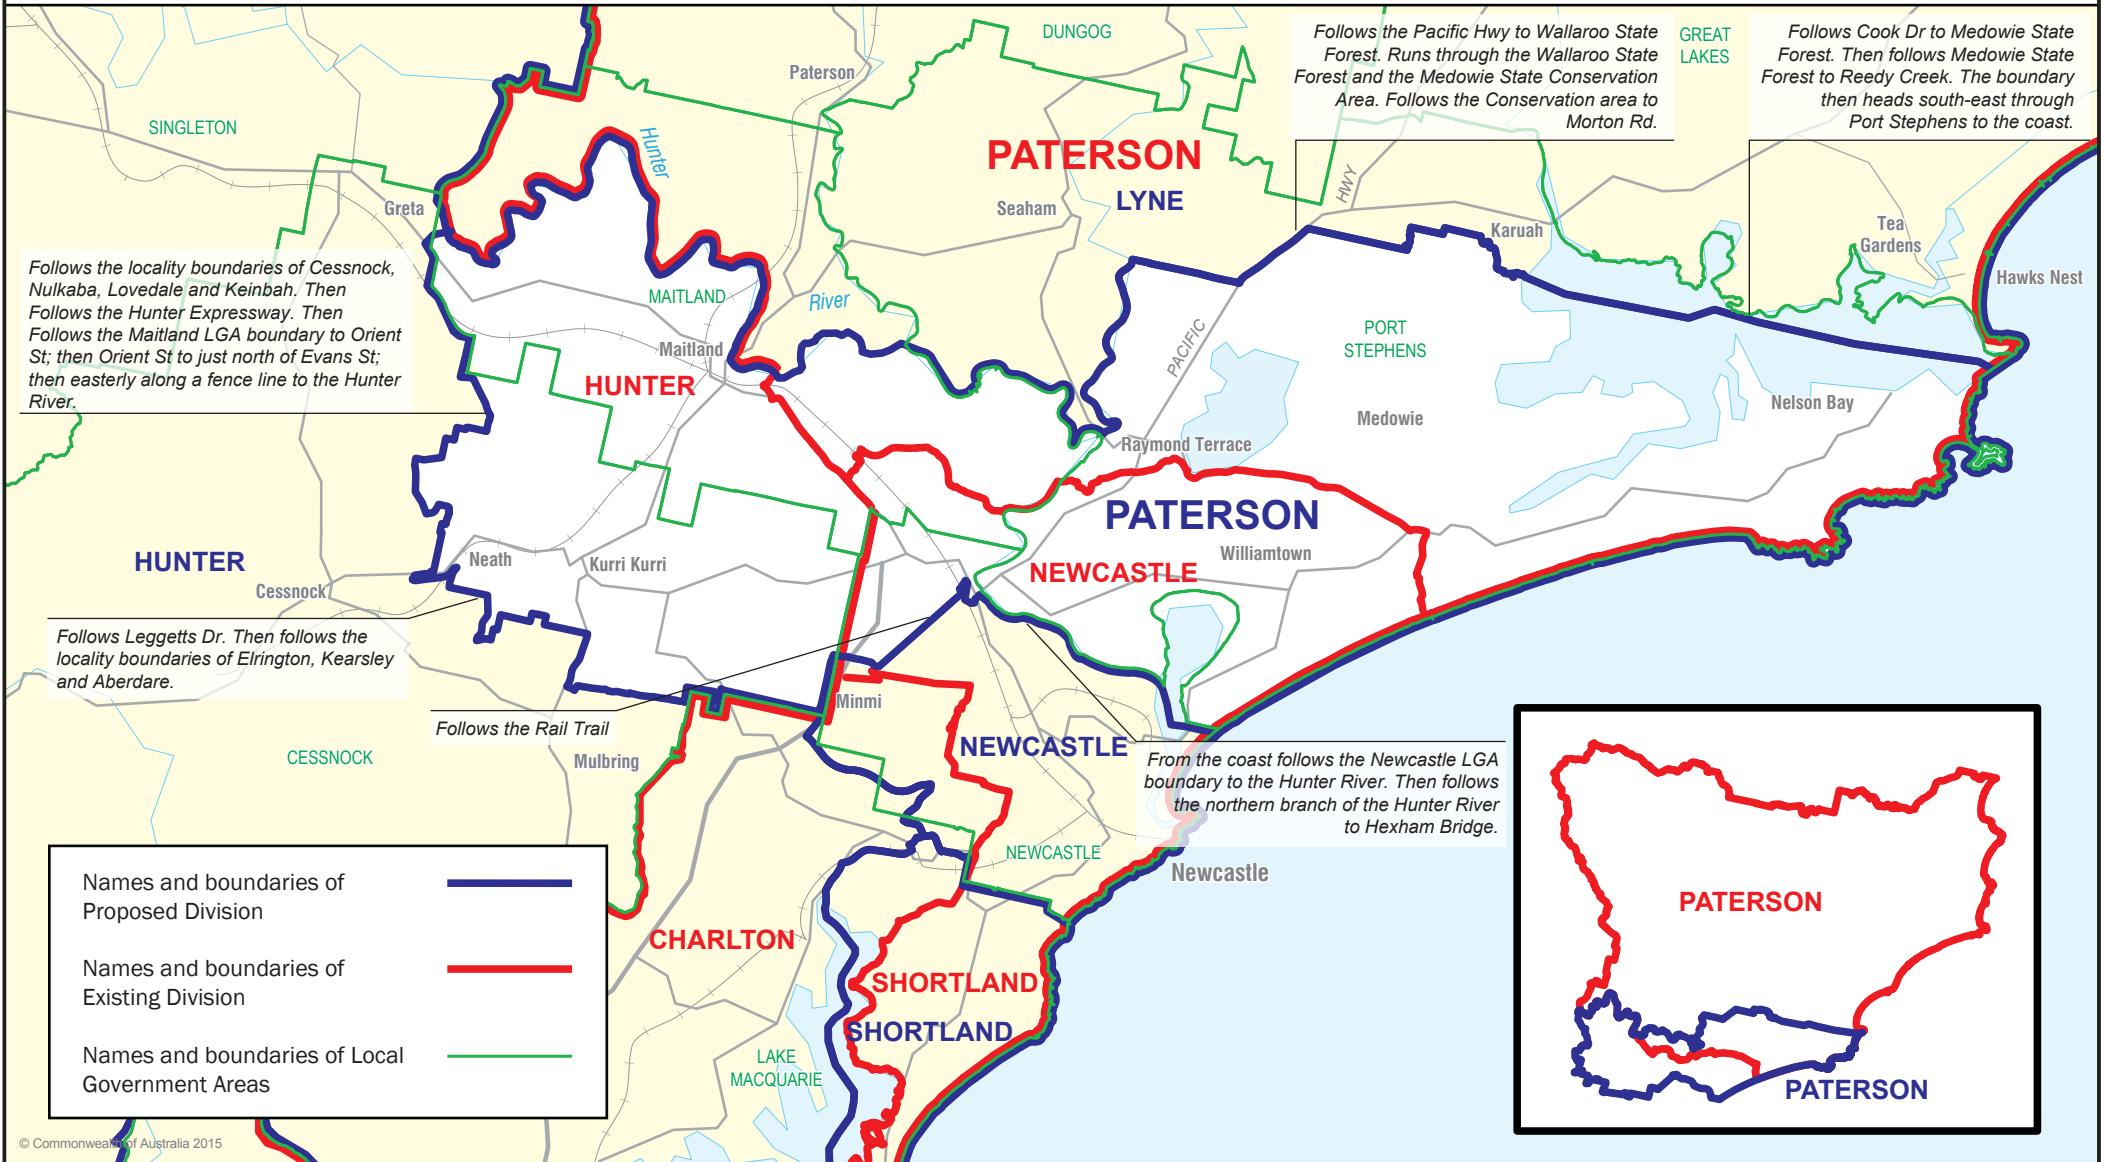 DUNGOG
Follows the Pacific Hwy to Wallaroo State
Forest. Runs through the Wallaroo State
Forest and the Medowie State Conservation
Area. Follows the Conservation area to
Morton Rd.
GREAT
LAKES
Follows Cook Dr to Medowie State
Forest. Then follows Medowie State
Forest to Reedy Creek. The boundary
then heads south-east through
Port Stephens to the coast.
Paterson
SINGLETON
Hunter
PATERSON
LYNE
HWY
Greta
Seaham
Karuah
Tea
Gardens
Hawks Nest
Follows the locality boundaries of Cessnock,
Nulkaba, Lovedale and Keinbah. Then
Follows the Hunter Expressway. Then
Follows the Maitland LGA boundary to Orient
St; then Orient St to just north of Evans St;
then easterly along a fence line to the Hunter
River.
MAITLAND
River
PORT
STEPHENS
PACIFIC
Maitland
HUNTER
Nelson Bay
Medowie
Raymond Terrace
PATERSON
HUNTER
Neath
Kurri Kurri
Williamtown
NEWCASTLE
Cessnock
Follows Leggetts Dr. Then follows the
locality boundaries of Elrington, Kearsley
and Aberdare.
Minmi
Follows the Rail Trail
CESSNOCK
Mulbring
NEWCASTLE
From the coast follows the Newcastle LGA
boundary to the Hunter River. Then follows
the northern branch of the Hunter River
to Hexham Bridge.
NEWCASTLE
Newcastle
Names and boundaries of
Proposed Division
Names and boundaries of
Existing Division
Names and boundaries of Local
Government Areas
CHARLTON
SHORTLAND
SHORTLAND
LAKE
MACQUARIE
PATERSON
PATERSON
© Commonwealth of Australia 2015